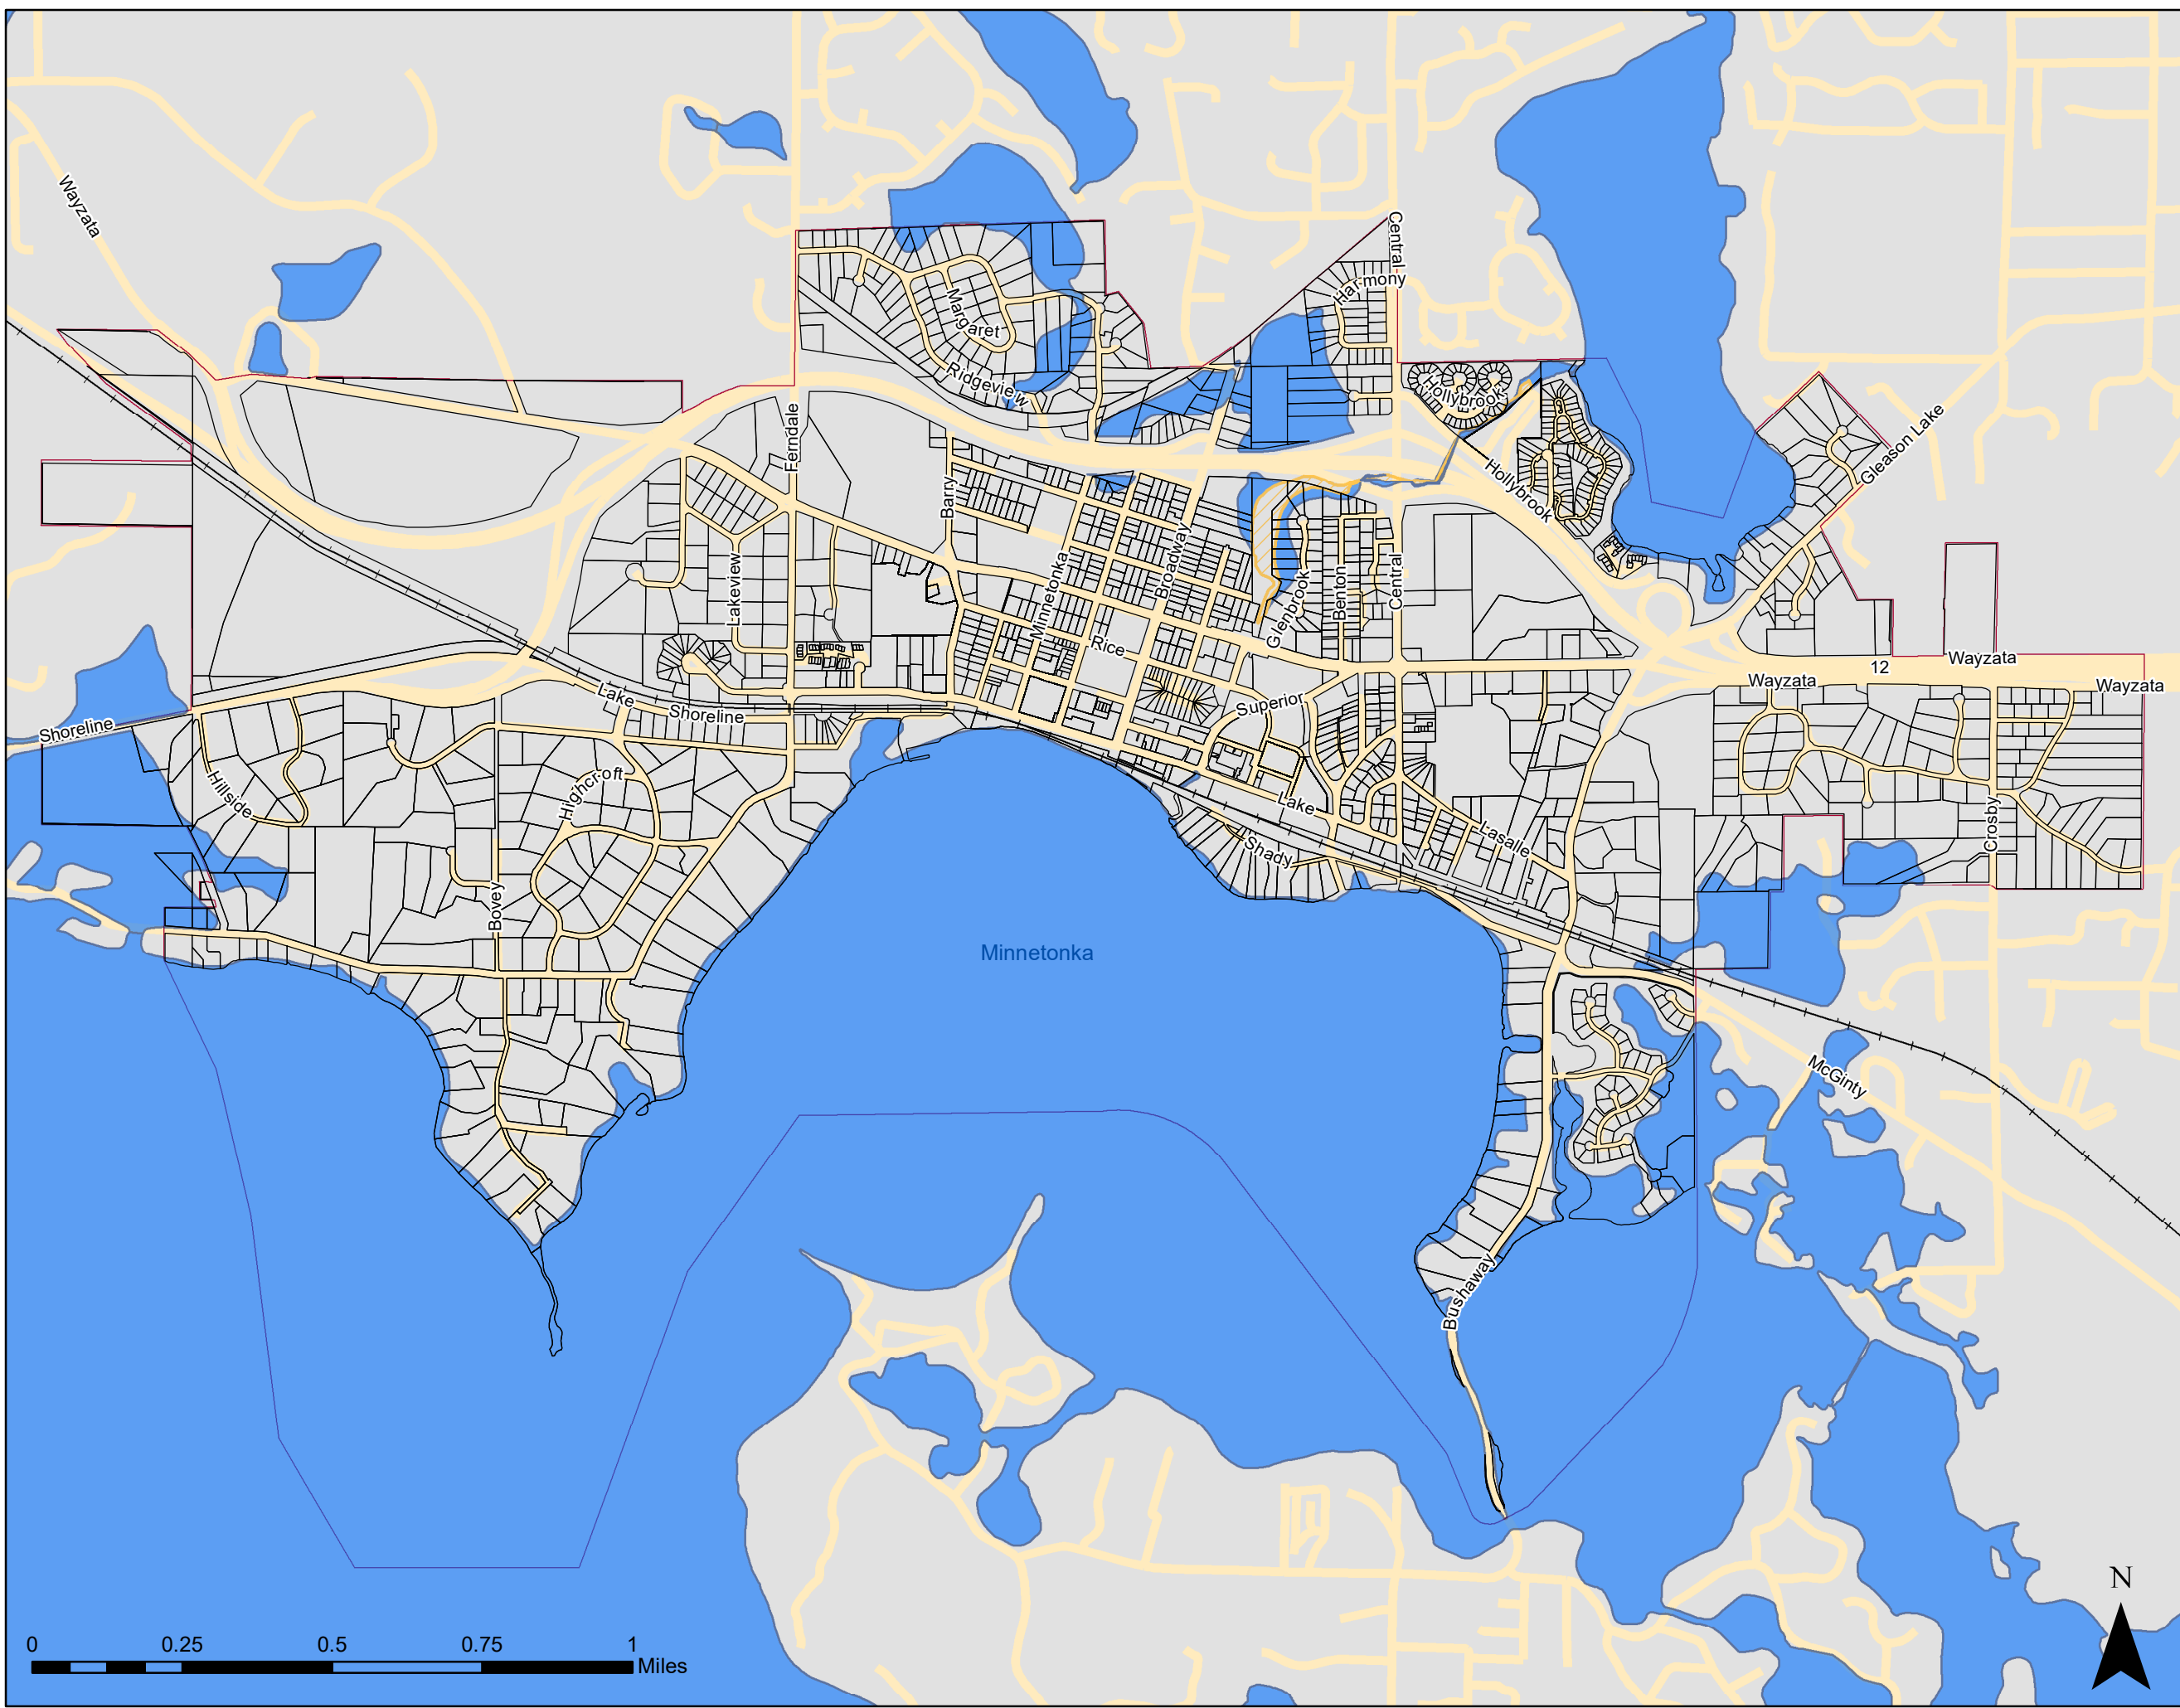 Wayzata
Central
Harmony
Margaret
Ridgeview
Hollybrook
Ferndale
Gleason Lake
Barry
Hollybrook
Broadway
Minnetonka
Lakeview
Glenbrook
Benton
Central
Rice
12
Wayzata
Wayzata
Wayzata
Lake
Shoreline
Superior
Shoreline
Highcroft
Hillside
Lake
Crosby
Lasalle
Shady
Bovey
Minnetonka
McGinty
Bushaway
N
0 0.25 0.5 0.75 1
Miles